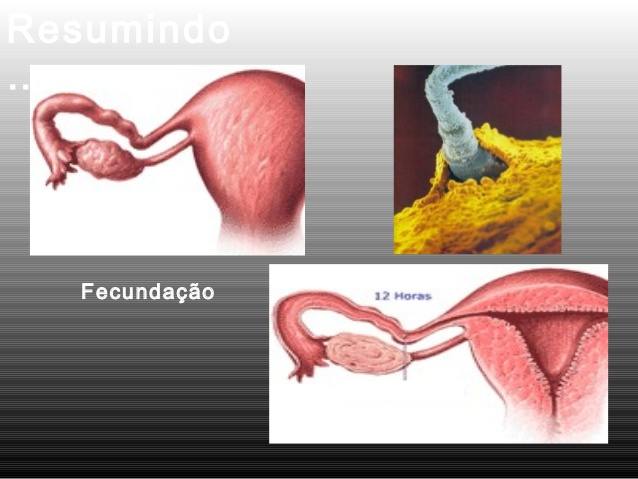 Resumindo
..
Fecundação
12 Horas